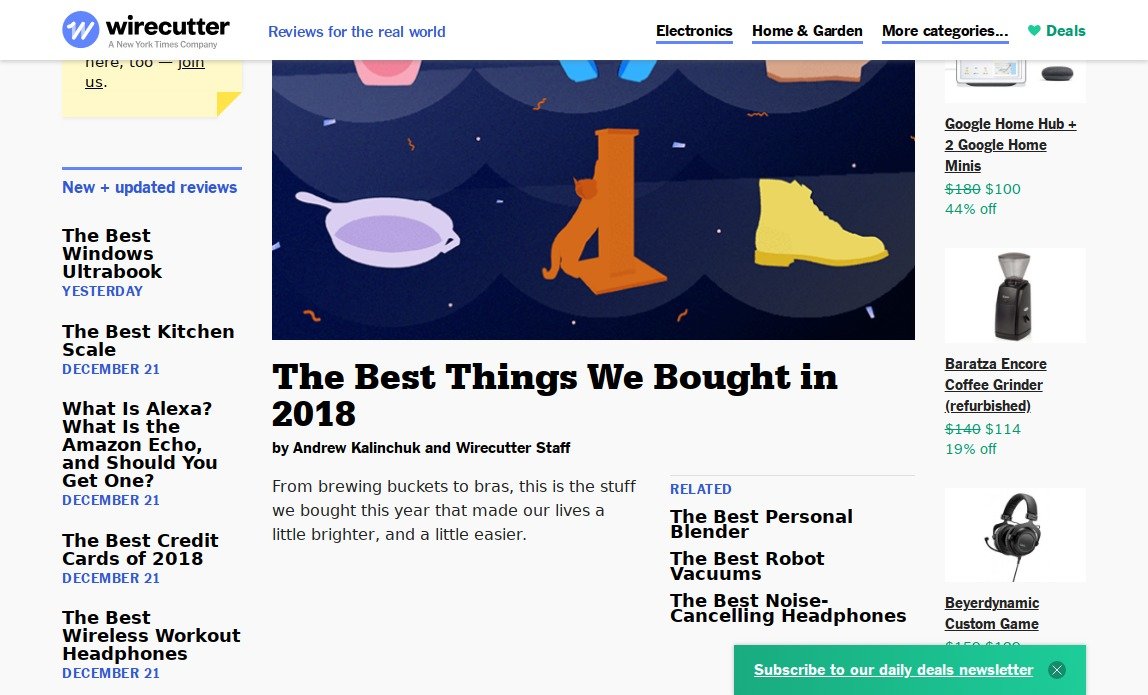 wirecutter
A New York Times Company
Reviews for the real world
Electronics
Home & Garden
More categories...
Deals
here, too — join
us.
New + updated reviews
The Best
Windows
Ultrabook
YESTERDAY
The Best Kitchen
Scale
DECEMBER 21
What Is Alexa?
What Is the
Amazon Echo,
and Should You
Get One?
DECEMBER 21
The Best Credit
Cards of 2018
DECEMBER 21
The Best
Wireless Workout
Headphones
DECEMBER 21
The Best Things We Bought in
2018
by Andrew Kalinchuk and Wirecutter Staff
From brewing buckets to bras, this is the stuff
we bought this year that made our lives a
little brighter, and a little easier.
RELATED
The Best Personal
Blender
The Best Robot
Vacuums
The Best Noise-
Cancelling Headphones
Google Home Hub +
2 Google Home
Minis
$180 $100
44% off
Baratza Encore
Coffee Grinder
(refurbished)
$140 $114
19% off
Beyerdynamic
Custom Game
Subscribe to our daily deals newsletter